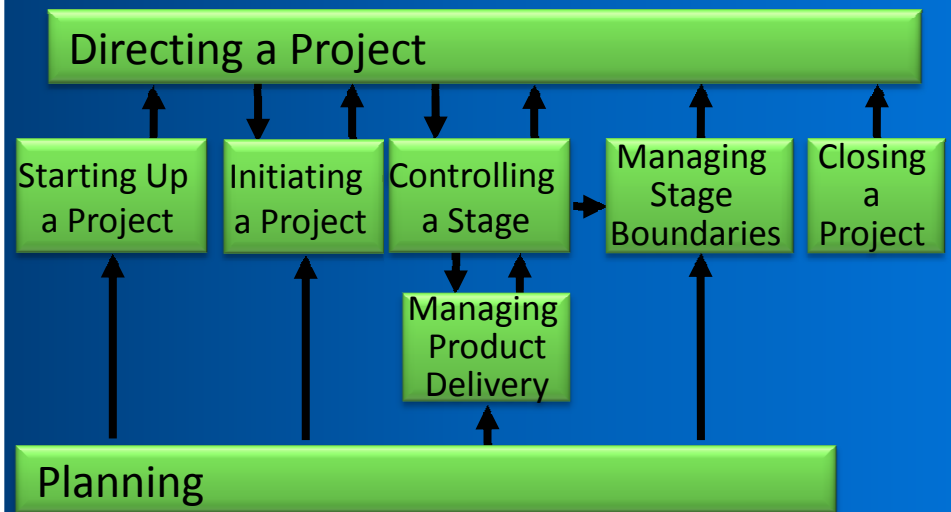 Directing a Project
Starting Up
a Project
Initiating
a Project
Controlling
a Stage
Managing
Stage
Boundaries
Closing
a
Project
Managing
Product
Delivery
Planning